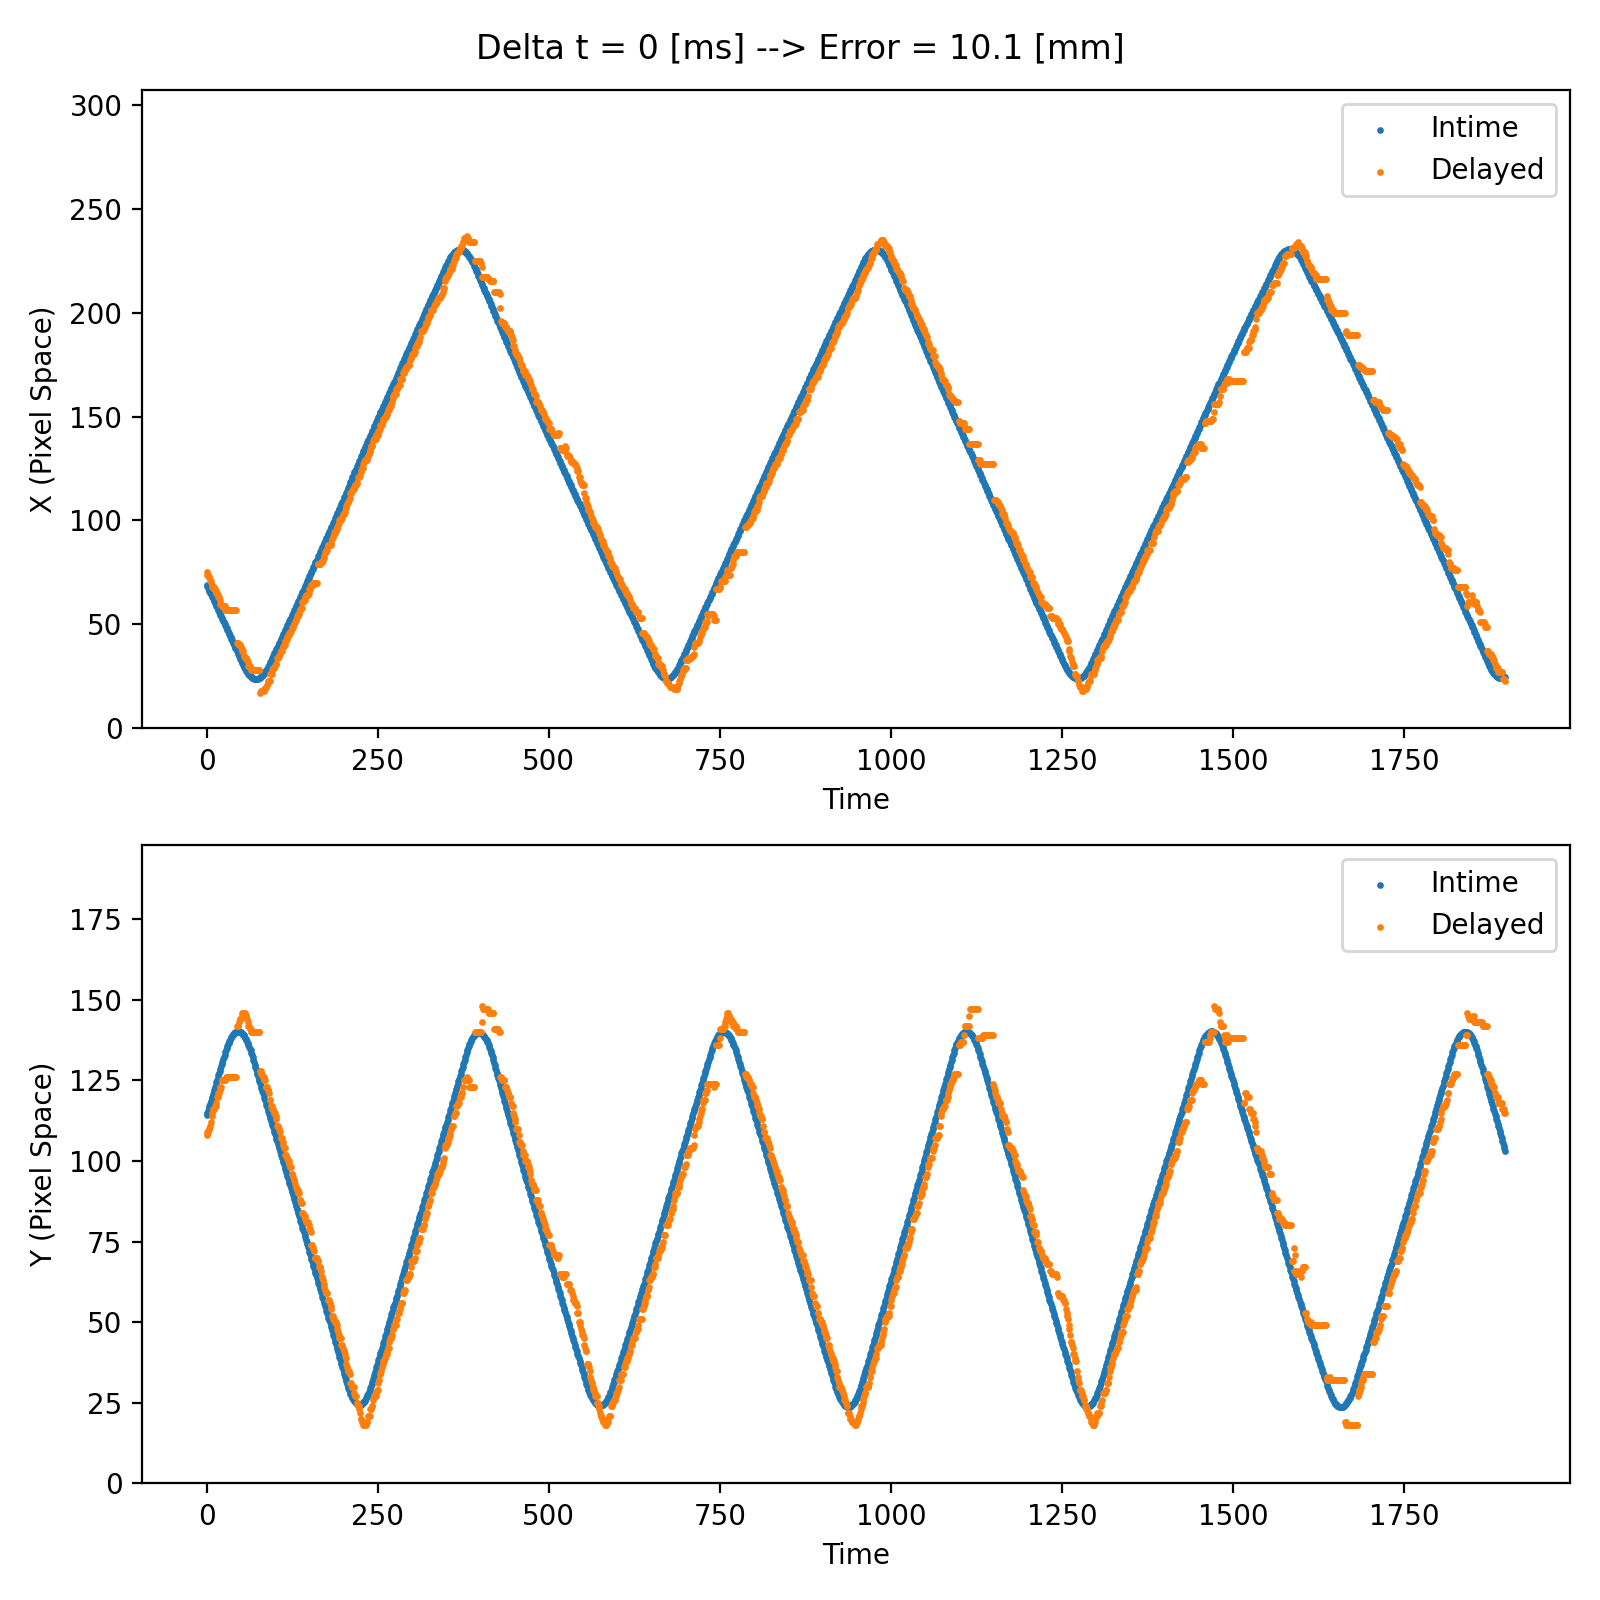 Delta t = 0 [ms] --> Error = 10.1 [mm]
300
250
200
150
100
50
0
X (Pixel Space)
Intime
Delayed
0 250 500 750 1000 1250 1500 1750
Time
175
150
125
100
75
50
25
0
Y (Pixel Space)
Intime
Delayed
0 250 500 750 1000 1250 1500 1750
Time